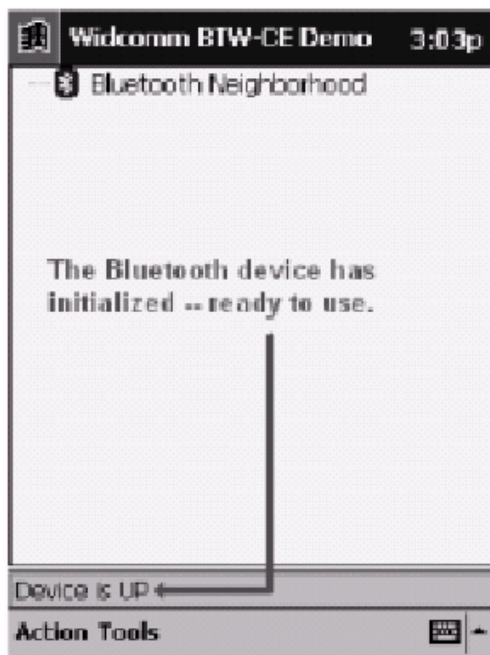 Widcomm BTW-CE Demo 3:03p
Bluetooth Neighborhood
The Bluetooth device has
initialized -- ready to use.
Device is UP
Action Tools